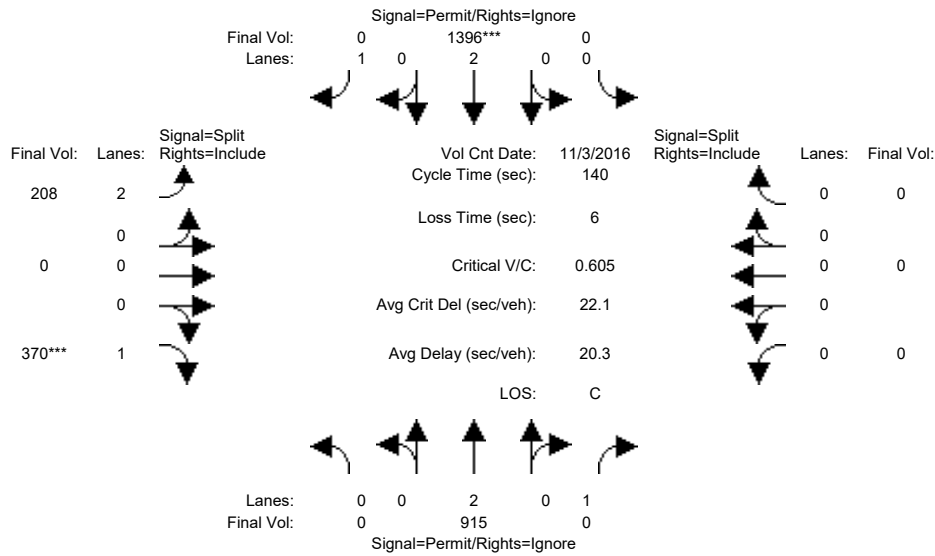 Signal=Permit/Rights=Ignore
Final Vol: 0 1396*** 0
Lanes: 1 0 2 0 0
Signal=Split
Final Vol: Lanes: Rights=Include
Vol Cnt Date: 11/3/2016
Signal=Split
Rights=Include Lanes: Final Vol:
Cycle Time (sec): 140
208 2 0 0
Loss Time (sec): 6
0 0
0 0 Critical V/C: 0.605 0 0
0 Avg Crit Del (sec/veh): 22.1 0
370*** 1 Avg Delay (sec/veh): 20.3 0 0
LOS: C
Lanes: 0 0 2 0 1
Final Vol: 0 915 0
Signal=Permit/Rights=Ignore